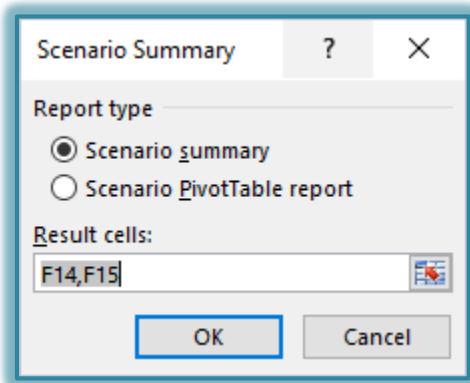 Scenario Summary ?
Report type
Scenario summary
Scenario PivotTable report
Result cells:
F14,F15
OK Cancel